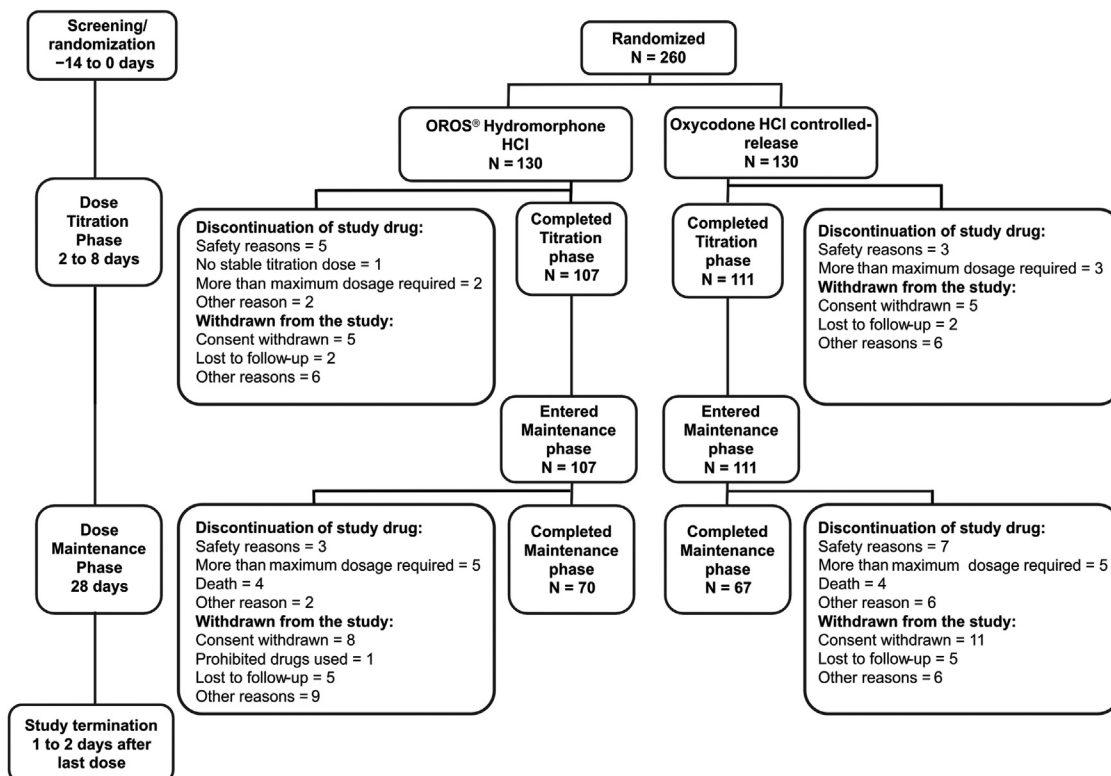 Screening/
randomization
−14 to 0 days
Randomized
N = 260
OROS® Hydromorphone
HCl
N = 130
Oxycodone HCl controlled-
release
N = 130
Dose
Titration
Phase
2 to 8 days
Discontinuation of study drug:
Safety reasons = 5
No stable titration dose = 1
More than maximum dosage required = 2
Other reason = 2
Withdrawn from the study:
Consent withdrawn = 5
Lost to follow-up = 2
Other reasons = 6
Completed
Titration
phase
N = 107
Completed
Titration
phase
N = 111
Discontinuation of study drug:
Safety reasons = 3
More than maximum dosage required = 3
Withdrawn from the study:
Consent withdrawn = 5
Lost to follow-up = 2
Other reasons = 6
Entered
Maintenance
phase
N = 107
Entered
Maintenance
phase
N = 111
Dose
Maintenance
Phase
28 days
Discontinuation of study drug:
Safety reasons = 3
More than maximum dosage required = 5
Death = 4
Other reason = 2
Withdrawn from the study:
Consent withdrawn = 8
Prohibited drugs used = 1
Lost to follow-up = 5
Other reasons = 9
Completed
Maintenance
phase
N = 70
Completed
Maintenance
phase
N = 67
Discontinuation of study drug:
Safety reasons = 7
More than maximum dosage required = 5
Death = 4
Other reason = 6
Withdrawn from the study:
Consent withdrawn = 11
Lost to follow-up = 5
Other reasons = 6
Study termination
1 to 2 days after
last dose